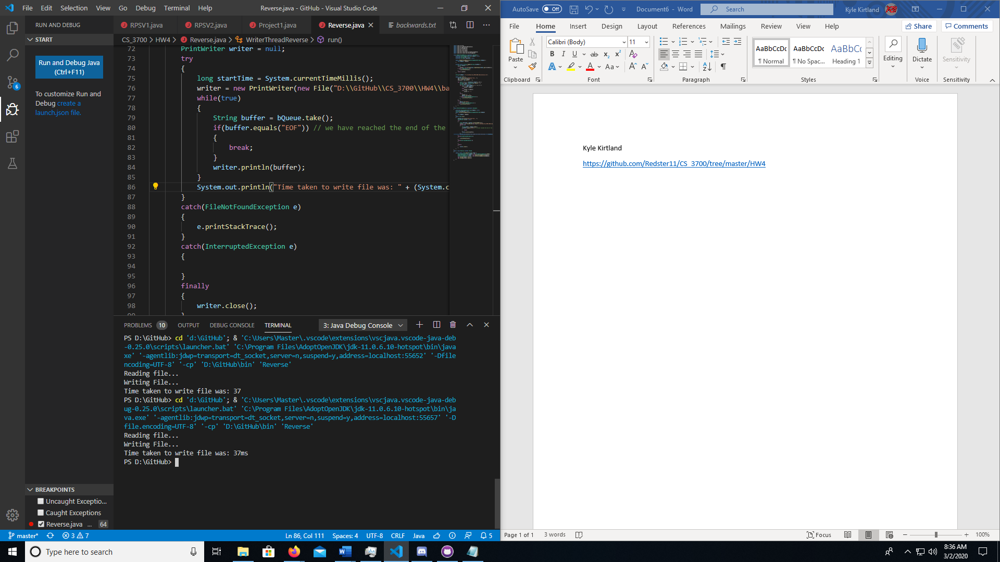 File Edit Selection View Go Debug Terminal Help
Reverse.java - GitHub - Visual Studio Code
RUN AND DEBUG
START
Run and Debug Java
(Ctrl+F11)
To customize Run and
Debug create a
launch.json file.
6
RPSV1.java RPSV2.java Project1.java Reverse.java backwards.txt
CS_3700 > HW4 > Reverse.java > WriterThreadReverse > run()
72 PrintWriter writer = null;
73 try
74 {
75 long startTime = System.currentTimeMillis();
76 writer = new PrintWriter(new File("D:\\GitHub\\CS_3700\\HW4\\ba
77 while(true)
78 {
79 String buffer = bQueue.take();
80 if(buffer.equals("EOF")) // we have reached the end of the
81 {
82 break;
83 }
84 writer.println(buffer);
85 }
86 System.out.println("Time taken to write file was: " + (System.c
87 }
88 catch(FileNotFoundException e)
89 {
90 e.printStackTrace();
91 }
92 catch(InterruptedException e)
93 {
94
95 }
96 finally
97 {
98 writer.close();
99 }
PROBLEMS 10 OUTPUT DEBUG CONSOLE TERMINAL 3: Java Debug Console
PS D:\GitHub> cd 'd:\GitHub'; & 'C:\Users\Master\.vscode\extensions\vscjava.vscode-java-deb
-0.25.0\scripts\launcher.bat' 'C:\Program Files\AdoptOpenJDK\jdk-11.0.6.10-hotspot\bin\java
xe' '-agentlib:jdwp=transport=dt_socket,server=n,suspend=y,address=localhost:55652' '-Dfile
ncoding=UTF-8' '-cp' 'D:\GitHub\bin' 'Reverse'
Reading file...
Writing File...
Time taken to write file was: 37
PS D:\GitHub> cd 'd:\GitHub'; & 'C:\Users\Master\.vscode\extensions\vscjava.vscode-java-deb
ug-0.25.0\scripts\launcher.bat' 'C:\Program Files\AdoptOpenJDK\jdk-11.0.6.10-hotspot\bin\ja
va.exe' '-agentlib:jdwp=transport=dt_socket,server=n,suspend=y,address=localhost:55657' '-D
file.encoding=UTF-8' '-cp' 'D:\GitHub\bin' 'Reverse'
Reading file...
Writing File...
Time taken to write file was: 37ms
PS D:\GitHub>
BREAKPOINTS
Uncaught Exceptio...
Caught Exceptions
Reverse.java ... 64
master* 3 7 Ln 86, Col 111 Spaces: 4 UTF-8 CRLF Java 5
AutoSave Off Document6 - Word Search Kyle Kirtland
File Home Insert Design Layout References Mailings Review View Help Share Comments
Paste
Clipboard
Calibri (Body) 11
B I U ab x₂ x²
A A Aa A A
Font
Paragraph
AaBbCcDc AaBbCcDc AaBbCc
¶ Normal ¶ No Spac... Heading 1
Styles
Editing
Dictate
Voice
Sensitivity
Sensitivity
Kyle Kirtland
https://github.com/Redster11/CS_3700/tree/master/HW4
Page 1 of 1 3 words Focus 100%
Type here to search
8:36 AM
3/2/2020